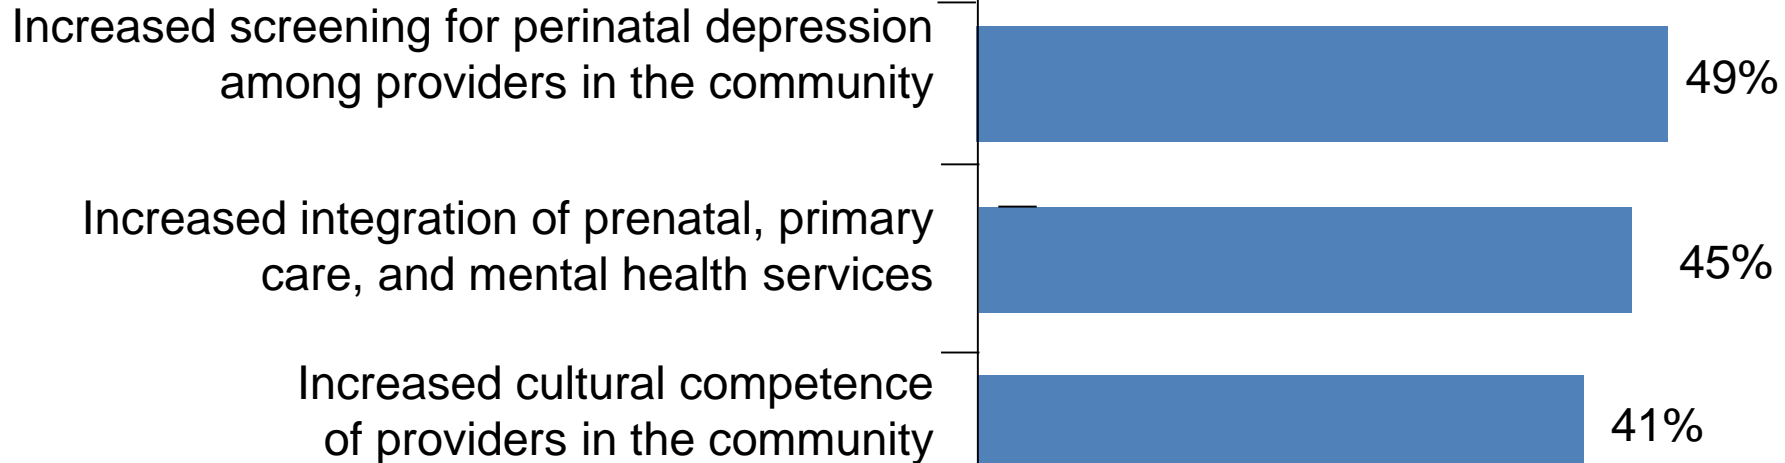 Increased screening for perinatal depression
among providers in the community
49%
Increased integration of prenatal, primary
care, and mental health services
45%
Increased cultural competence
of providers in the community
41%